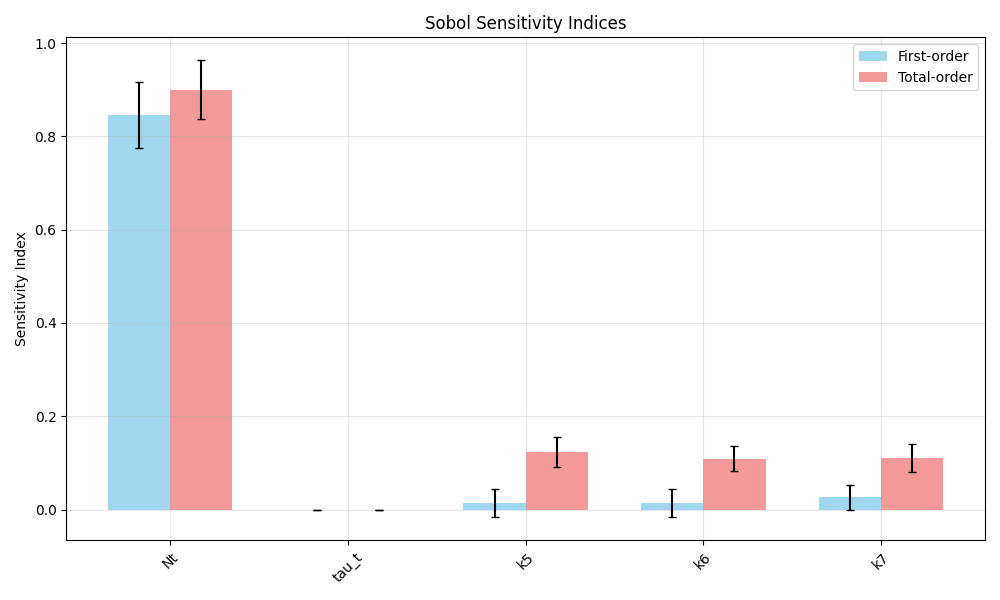 Sobol Sensitivity Indices
First-order
Total-order
Sensitivity Index
1.0
0.8
0.6
0.4
0.2
0.0
Nt
tau_t
k5
k6
k7